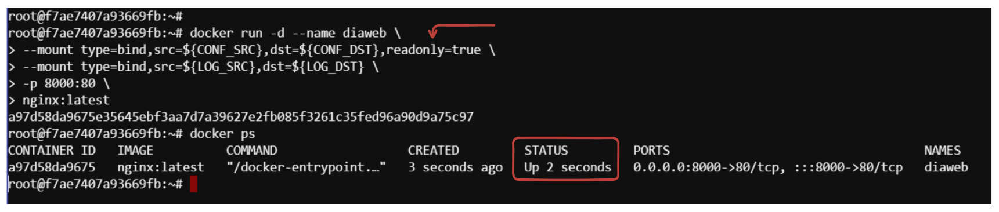 root@f7ae7407a93669fb:~#
root@f7ae7407a93669fb:~# docker run -d --name diaweb \
> --mount type=bind,src=${CONF_SRC},dst=${CONF_DST},readonly=true \
> --mount type=bind,src=${LOG_SRC},dst=${LOG_DST} \
> -p 8000:80 \
> nginx:latest
a97d58da9675e35645ebf3aa7d7a39627e2fb085f3261c35fed96a90d9a75c97
root@f7ae7407a93669fb:~# docker ps
CONTAINER ID   IMAGE          COMMAND                  CREATED         STATUS         PORTS                                   NAMES
a97d58da9675   nginx:latest   "/docker-entrypoint.…"   3 seconds ago   Up 2 seconds   0.0.0.0:8000->80/tcp, :::8000->80/tcp   diaweb
root@f7ae7407a93669fb:~#